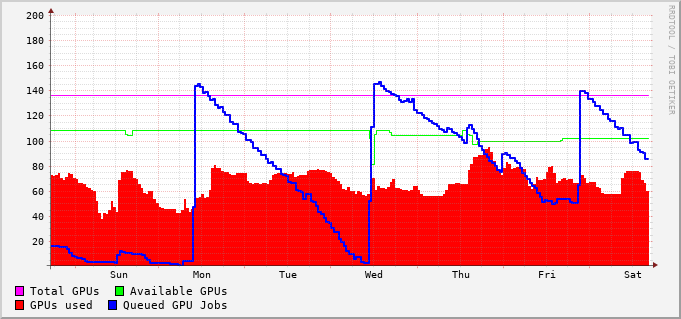 200
180
160
140
120
100
80
60
40
20
Sun Mon Tue Wed Thu Fri Sat
Total GPUs Available GPUs
GPUs used Queued GPU Jobs
RRDTOOL / TOBI OETIKER